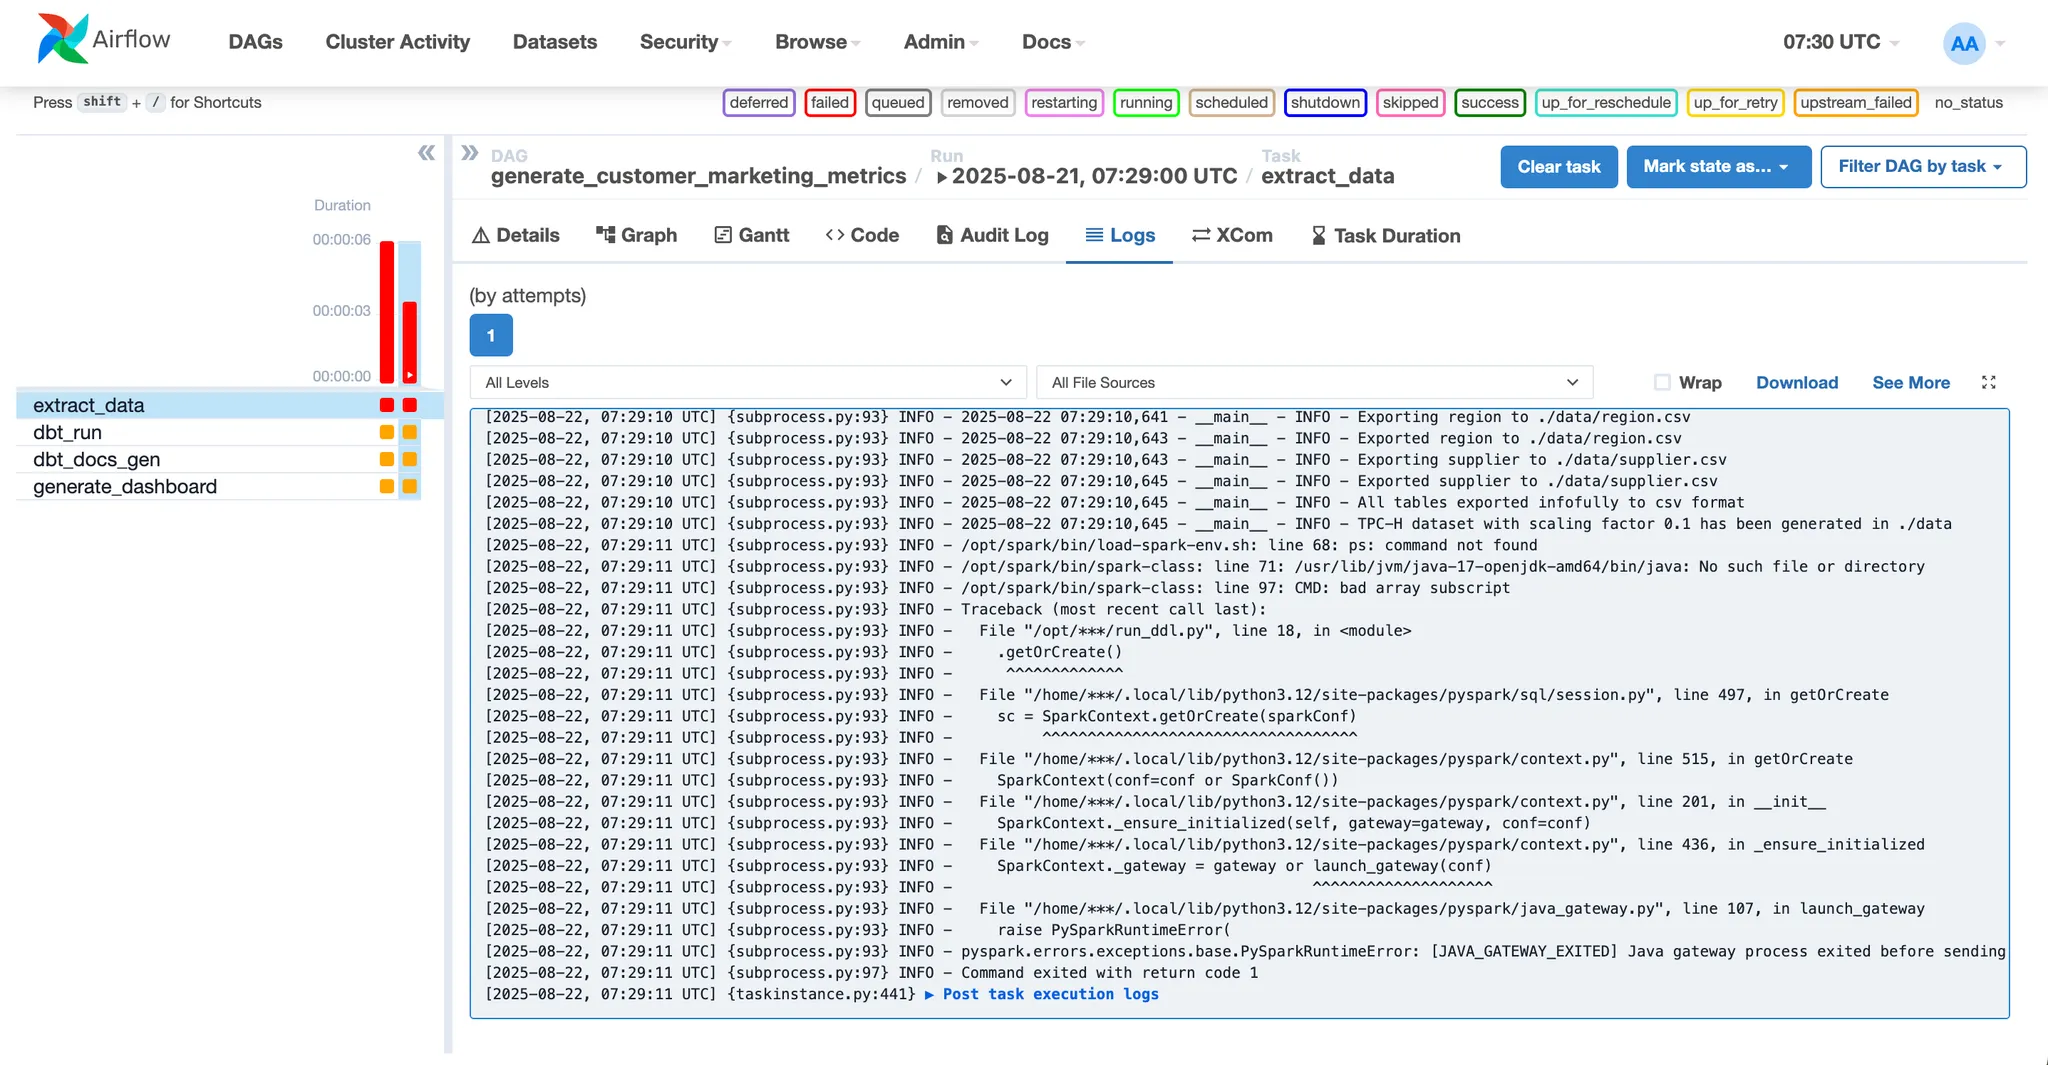 Airflow DAGs Cluster Activity Datasets Security Browse Admin Docs 07:30 UTC AA
Press shift + / for Shortcuts deferred failed queued removed restarting running scheduled shutdown skipped success up_for_reschedule up_for_retry upstream_failed no_status
DAG Run Task
generate_customer_marketing_metrics / 2025-08-21, 07:29:00 UTC / extract_data
Clear task Mark state as... Filter DAG by task
Duration
00:00:06
00:00:03
00:00:00
extract_data
dbt_run
dbt_docs_gen
generate_dashboard
Details Graph Gantt Code Audit Log Logs XCom Task Duration
(by attempts)
1
All Levels All File Sources Wrap Download See More
[2025-08-22, 07:29:10 UTC] {subprocess.py:93} INFO - 2025-08-22 07:29:10,641 - __main__ - INFO - Exporting region to ./data/region.csv
[2025-08-22, 07:29:10 UTC] {subprocess.py:93} INFO - 2025-08-22 07:29:10,643 - __main__ - INFO - Exported region to ./data/region.csv
[2025-08-22, 07:29:10 UTC] {subprocess.py:93} INFO - 2025-08-22 07:29:10,643 - __main__ - INFO - Exporting supplier to ./data/supplier.csv
[2025-08-22, 07:29:10 UTC] {subprocess.py:93} INFO - 2025-08-22 07:29:10,645 - __main__ - INFO - Exported supplier to ./data/supplier.csv
[2025-08-22, 07:29:10 UTC] {subprocess.py:93} INFO - 2025-08-22 07:29:10,645 - __main__ - INFO - All tables exported infofully to csv format
[2025-08-22, 07:29:10 UTC] {subprocess.py:93} INFO - 2025-08-22 07:29:10,645 - __main__ - INFO - TPC-H dataset with scaling factor 0.1 has been generated in ./data
[2025-08-22, 07:29:11 UTC] {subprocess.py:93} INFO - /opt/spark/bin/load-spark-env.sh: line 68: ps: command not found
[2025-08-22, 07:29:11 UTC] {subprocess.py:93} INFO - /opt/spark/bin/spark-class: line 71: /usr/lib/jvm/java-17-openjdk-amd64/bin/java: No such file or directory
[2025-08-22, 07:29:11 UTC] {subprocess.py:93} INFO - /opt/spark/bin/spark-class: line 97: CMD: bad array subscript
[2025-08-22, 07:29:11 UTC] {subprocess.py:93} INFO - Traceback (most recent call last):
[2025-08-22, 07:29:11 UTC] {subprocess.py:93} INFO -   File "/opt/***/run_ddl.py", line 18, in <module>
[2025-08-22, 07:29:11 UTC] {subprocess.py:93} INFO -     .getOrCreate()
[2025-08-22, 07:29:11 UTC] {subprocess.py:93} INFO -      ^^^^^^^^^^^^^
[2025-08-22, 07:29:11 UTC] {subprocess.py:93} INFO -   File "/home/***/.local/lib/python3.12/site-packages/pyspark/sql/session.py", line 497, in getOrCreate
[2025-08-22, 07:29:11 UTC] {subprocess.py:93} INFO -     sc = SparkContext.getOrCreate(sparkConf)
[2025-08-22, 07:29:11 UTC] {subprocess.py:93} INFO -          ^^^^^^^^^^^^^^^^^^^^^^^^^^^^^^^^^^^
[2025-08-22, 07:29:11 UTC] {subprocess.py:93} INFO -   File "/home/***/.local/lib/python3.12/site-packages/pyspark/context.py", line 515, in getOrCreate
[2025-08-22, 07:29:11 UTC] {subprocess.py:93} INFO -     SparkContext(conf=conf or SparkConf())
[2025-08-22, 07:29:11 UTC] {subprocess.py:93} INFO -   File "/home/***/.local/lib/python3.12/site-packages/pyspark/context.py", line 201, in __init__
[2025-08-22, 07:29:11 UTC] {subprocess.py:93} INFO -     SparkContext._ensure_initialized(self, gateway=gateway, conf=conf)
[2025-08-22, 07:29:11 UTC] {subprocess.py:93} INFO -   File "/home/***/.local/lib/python3.12/site-packages/pyspark/context.py", line 436, in _ensure_initialized
[2025-08-22, 07:29:11 UTC] {subprocess.py:93} INFO -     SparkContext._gateway = gateway or launch_gateway(conf)
[2025-08-22, 07:29:11 UTC] {subprocess.py:93} INFO -                                        ^^^^^^^^^^^^^^^^^^^^
[2025-08-22, 07:29:11 UTC] {subprocess.py:93} INFO -   File "/home/***/.local/lib/python3.12/site-packages/pyspark/java_gateway.py", line 107, in launch_gateway
[2025-08-22, 07:29:11 UTC] {subprocess.py:93} INFO -     raise PySparkRuntimeError(
[2025-08-22, 07:29:11 UTC] {subprocess.py:93} INFO - pyspark.errors.exceptions.base.PySparkRuntimeError: [JAVA_GATEWAY_EXITED] Java gateway process exited before sending
[2025-08-22, 07:29:11 UTC] {subprocess.py:97} INFO - Command exited with return code 1
[2025-08-22, 07:29:11 UTC] {taskinstance.py:441} ▶ Post task execution logs